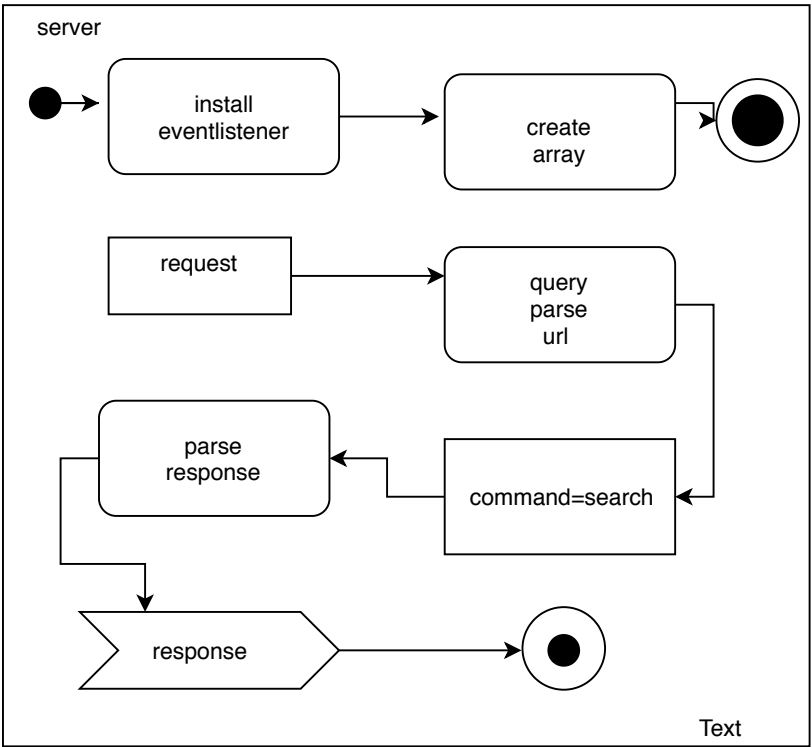 server
install
eventlistener
create
array
request
query
parse
url
parse
response
command=search
response
Text